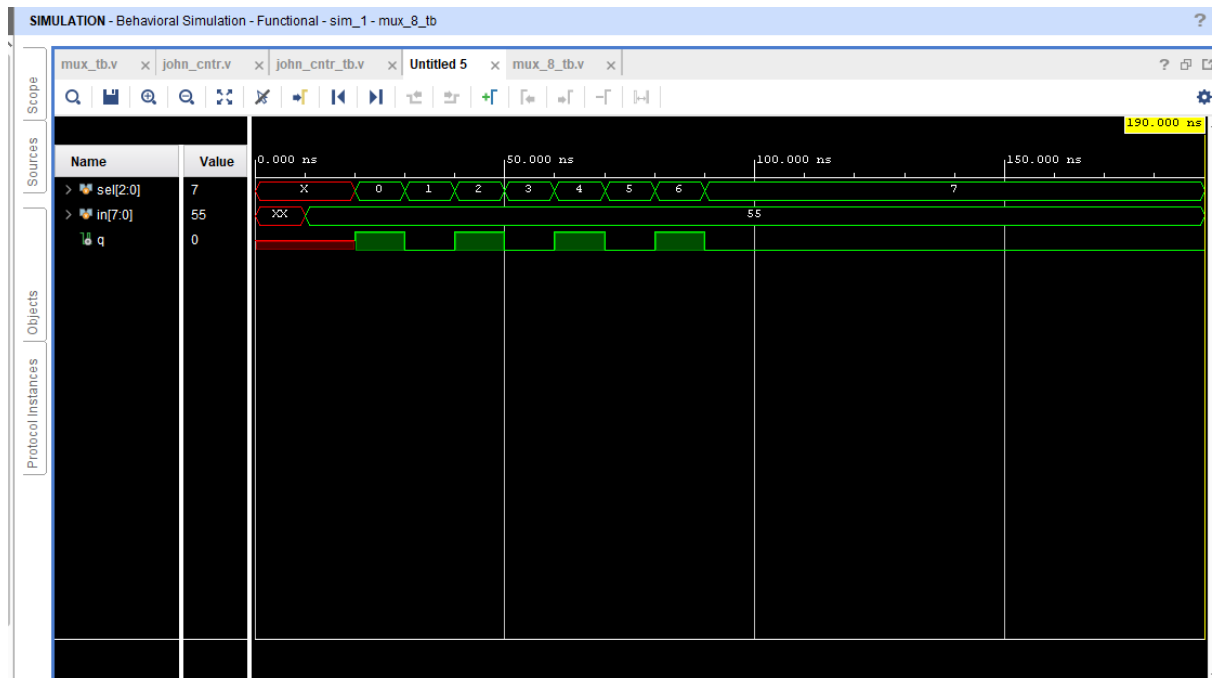 SIMULATION - Behavioral Simulation - Functional - sim_1 - mux_8_tb ?
mux_tb.v × john_cntr.v × john_cntr_tb.v × Untitled 5 × mux_8_tb.v × ?
Scope
Sources
Objects
Protocol Instances
190.000 ns
Name Value 0.000 ns 50.000 ns 100.000 ns 150.000 ns
> sel[2:0] 7 X 0 1 2 3 4 5 6 7
> in[7:0] 55 XX 55
q 0